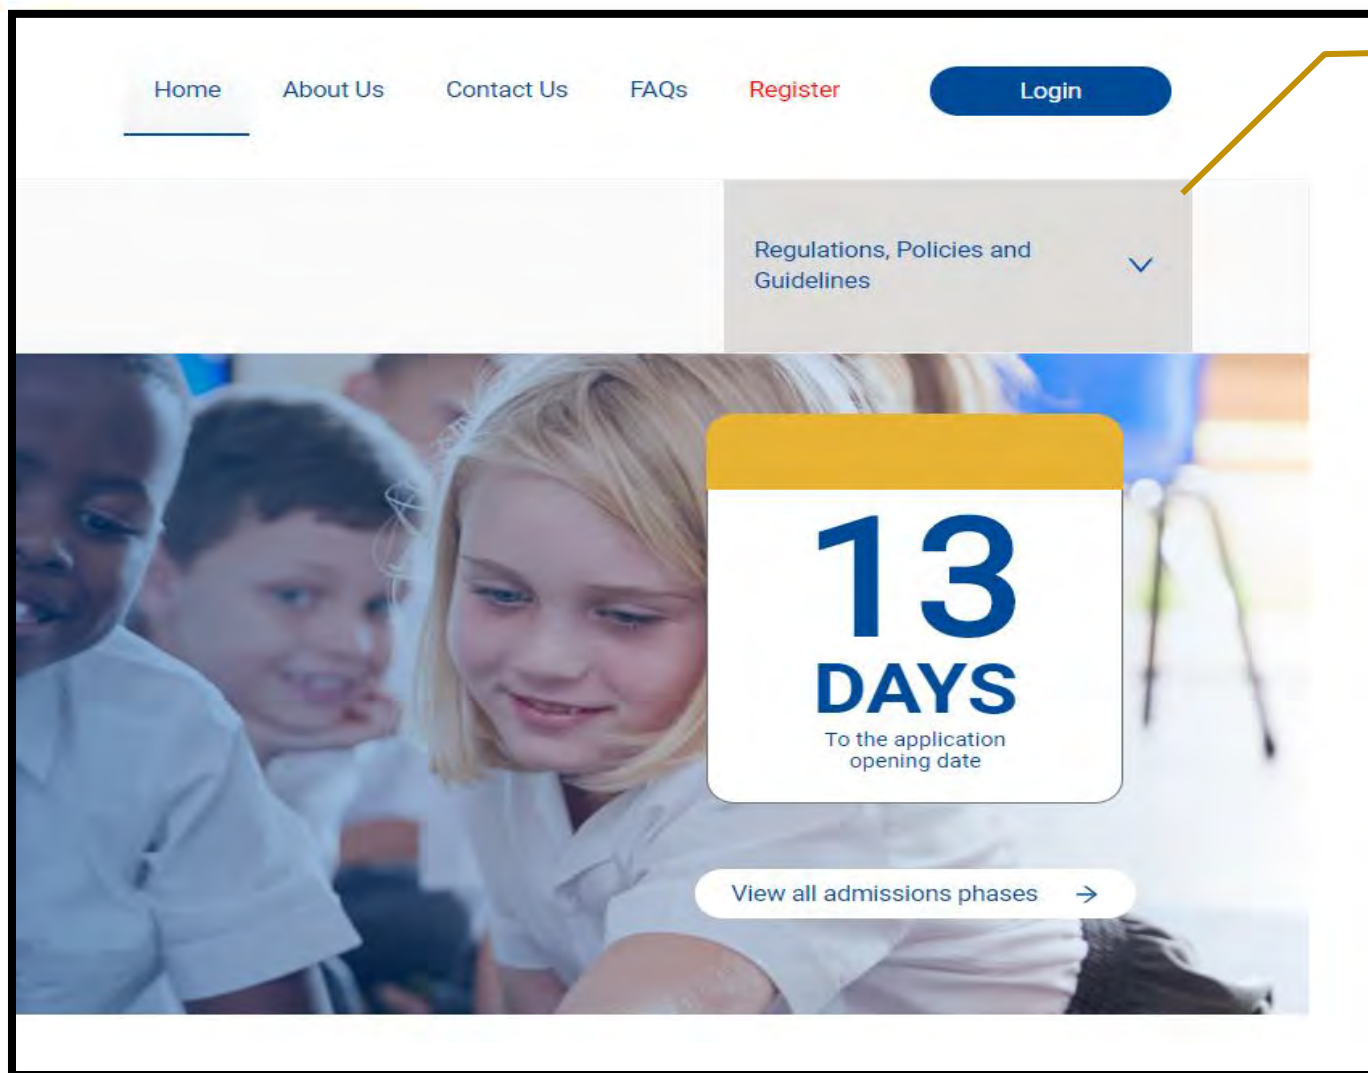 Home About Us Contact Us FAQs Register Login
Regulations, Policies and
Guidelines
13
DAYS
To the application
opening date
View all admissions phases